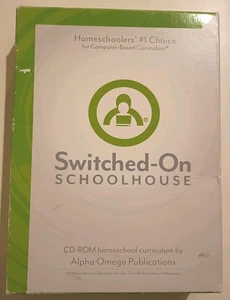 Homeschoolers' #1 Choice
for Computer-Based Curriculum*
®
Switched-On
SCHOOLHOUSE
CD-ROM homeschool curriculum by
Alpha Omega Publications